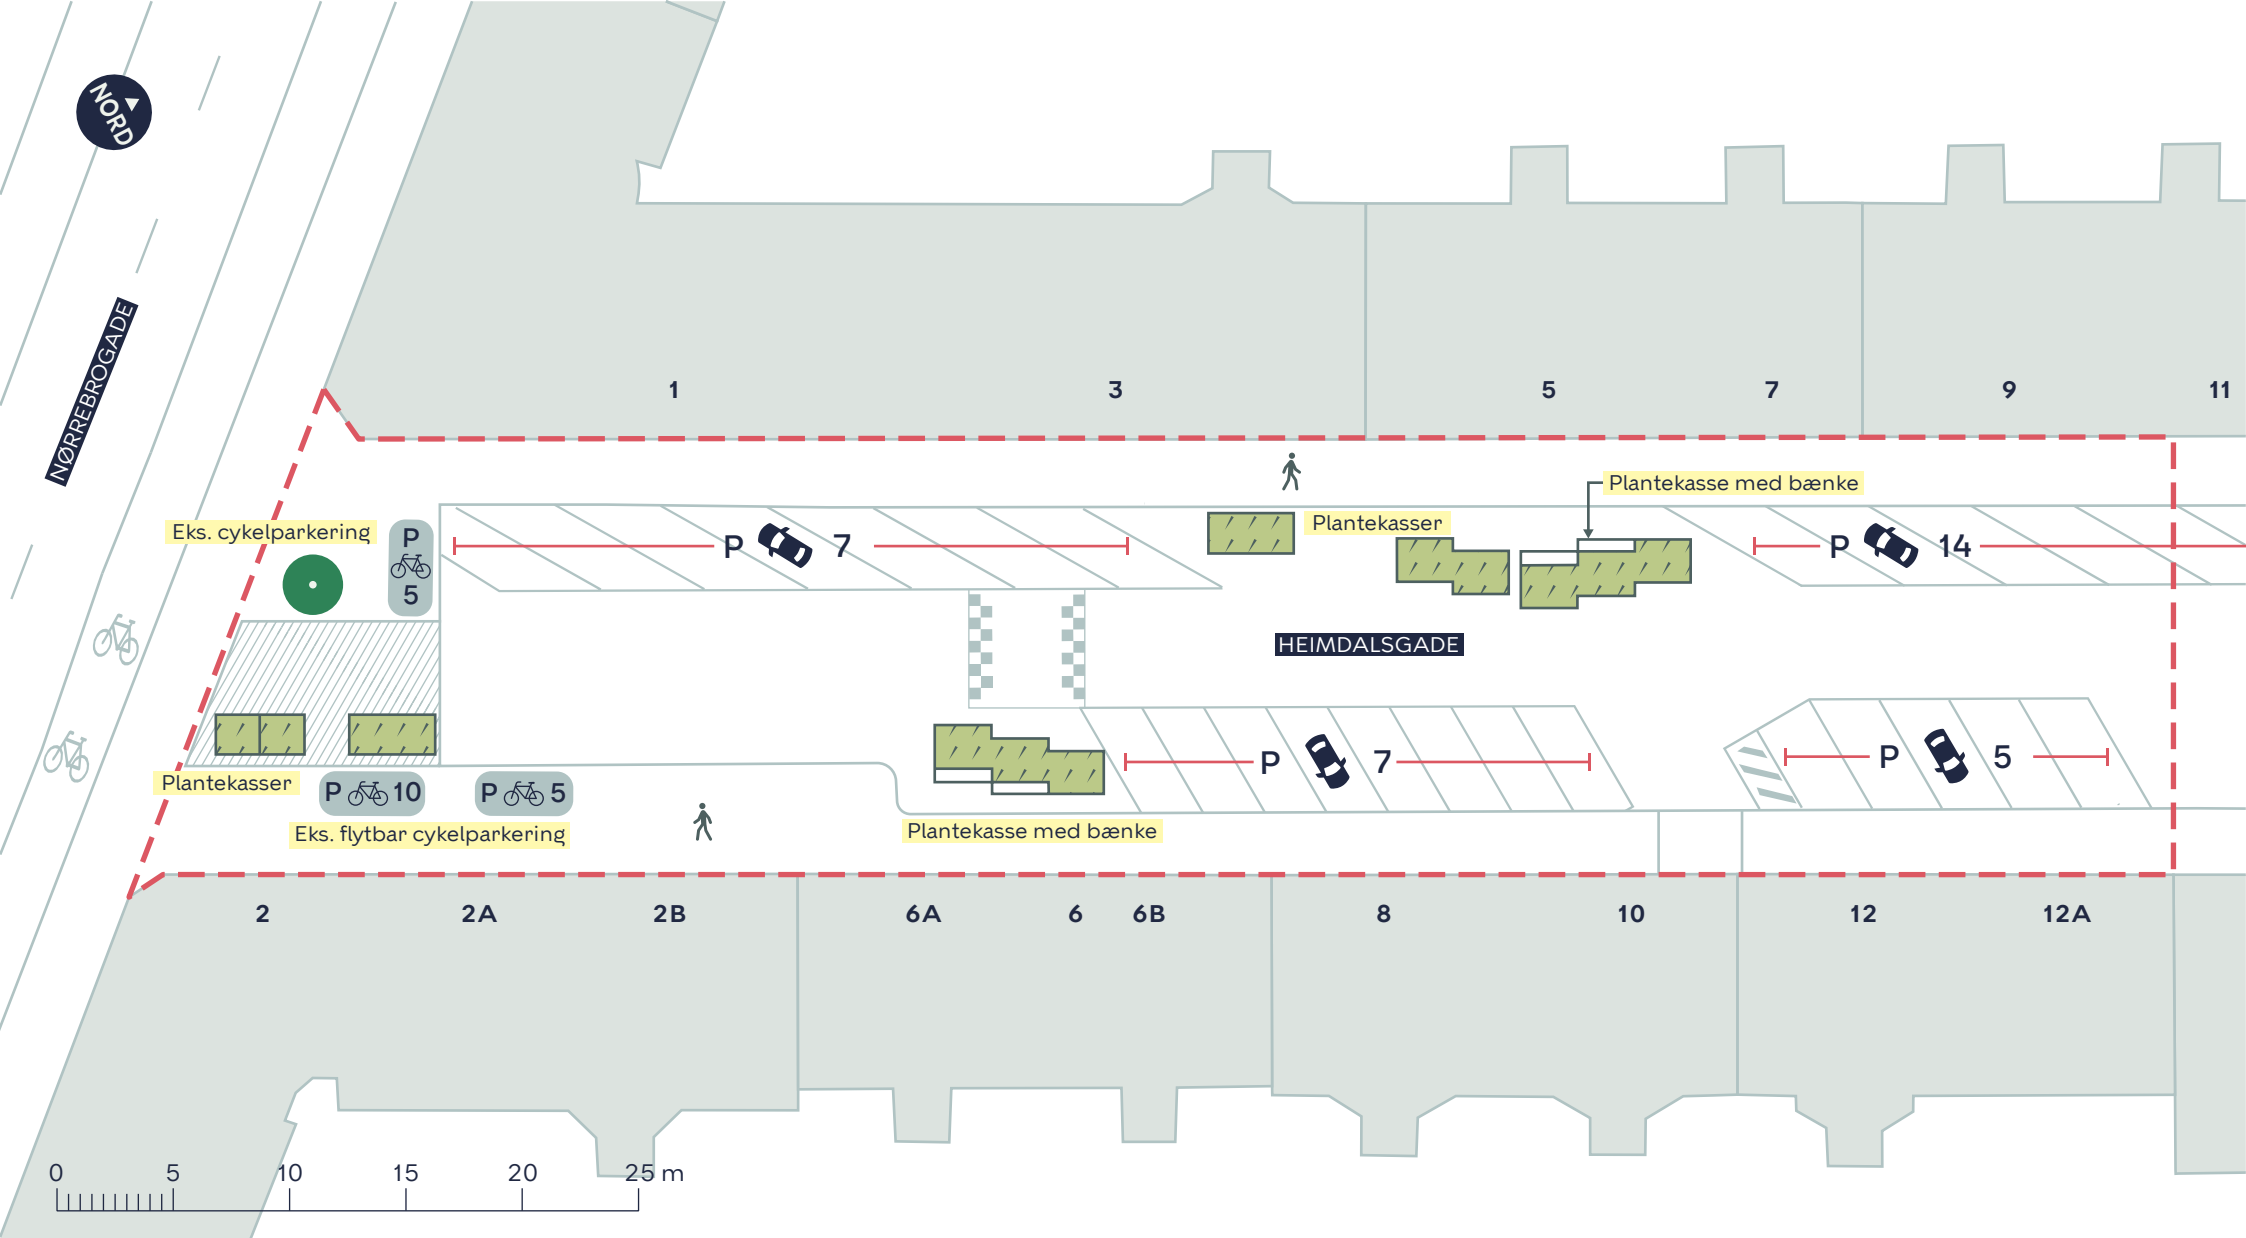 NORD
NØRREBROGADE
1
3
5
7
9
11
Plantekasse med bænke
Eks. cykelparkering
P
5
P 7
Plantekasser
P 14
HEIMDALSGADE
P 7
P 5
Plantekasser
P 10
P 5
Eks. flytbar cykelparkering
Plantekasse med bænke
2
2A
2B
6A
6
6B
8
10
12
12A
0 5 10 15 20 25 m